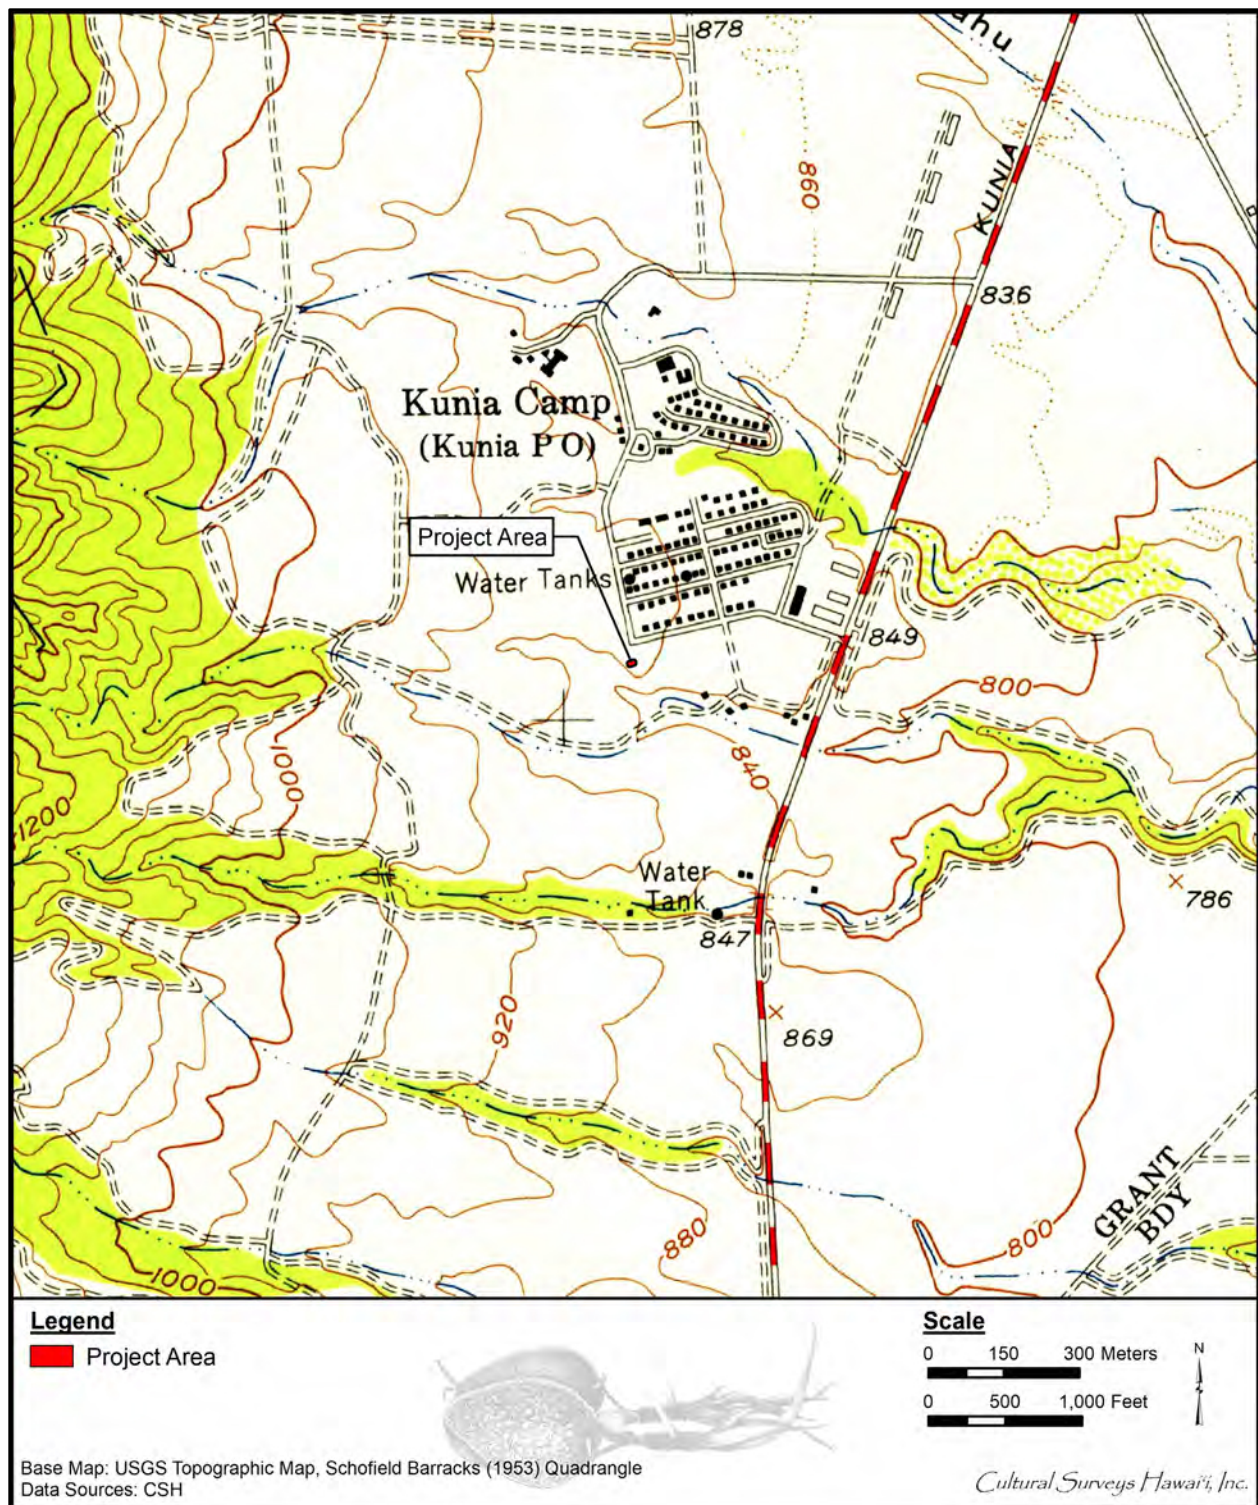 878
ahu
860
KUNIA
836
Kunia Camp
(Kunia P O)
Project Area
Water Tanks
849
800
1000
840
1200
Water
Tank
786
847
920
869
GRANT
BDY
880
800
1000
Legend
Project Area
Scale
0 150 300 Meters
0 500 1,000 Feet
N
Base Map: USGS Topographic Map, Schofield Barracks (1953) Quadrangle
Data Sources: CSH
Cultural Surveys Hawai‘i, Inc.